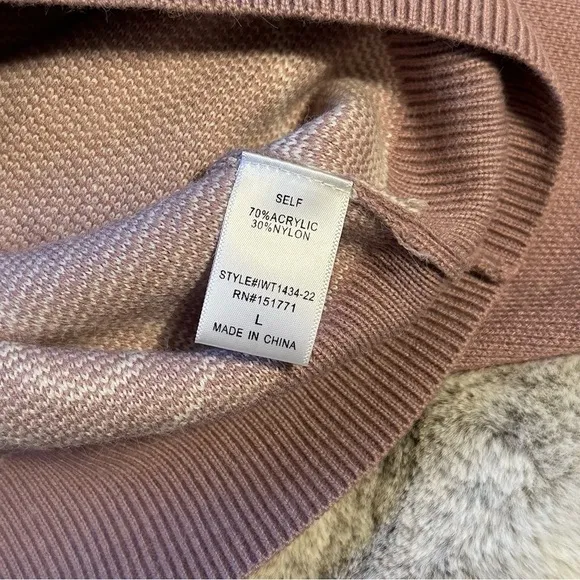 SELF
70%ACRYLIC
30%NYLON
STYLE#IWT1434-22
RN#151771
L
MADE IN CHINA